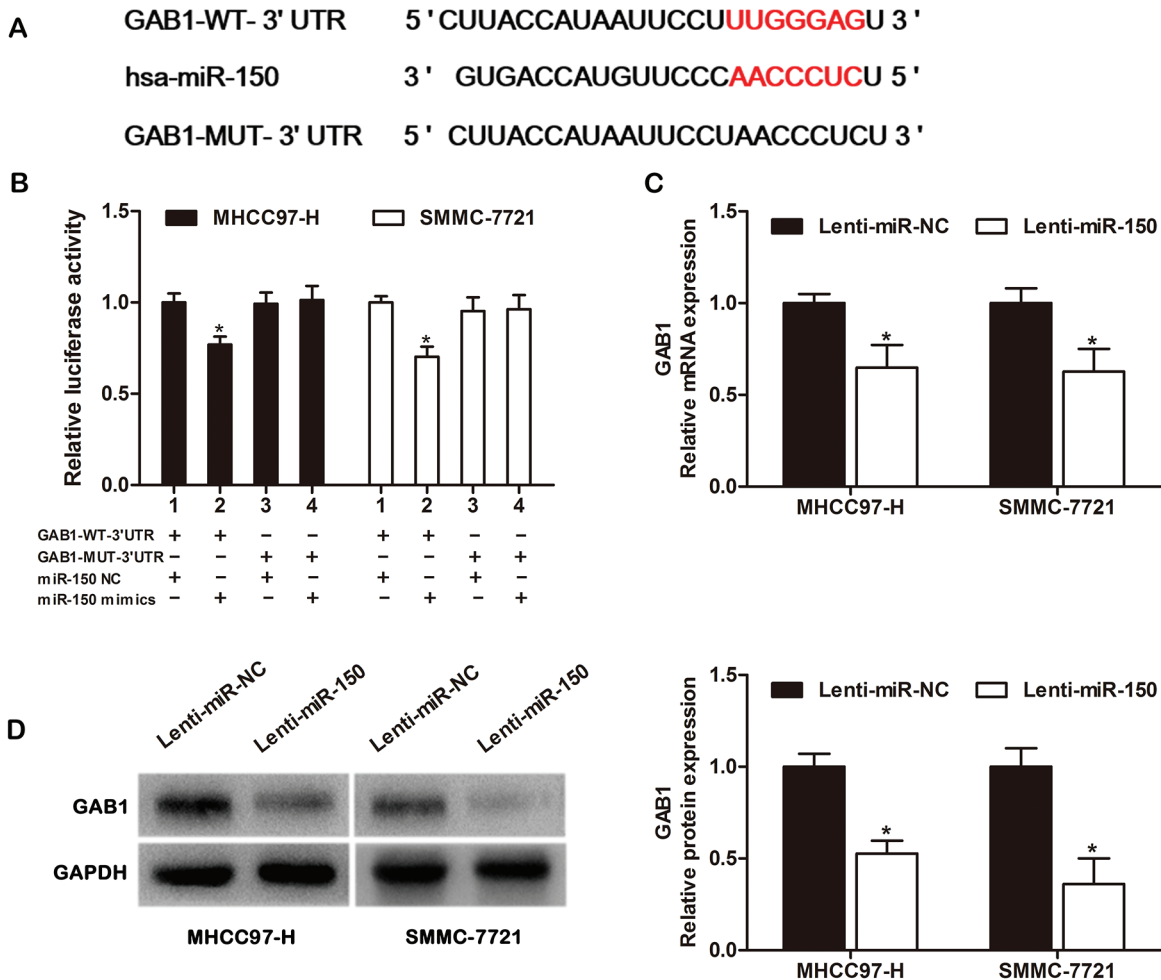 A
GAB1-WT- 3' UTR 5 ' CUUACCAUAAUUCCUUUGGGAGU 3 '
hsa-miR-150 3 ' GUGACCAUGUUCCCAACCCUCU 5 '
GAB1-MUT- 3' UTR 5 ' CUUACCAUAAUUCCUAACCCUCU 3 '
B
MHCC97-H SMMC-7721
Relative luciferase activity
1.5
1.0
0.5
0.0
* *
1 2 3 4 1 2 3 4
GAB1-WT-3'UTR + + − − + + − −
GAB1-MUT-3'UTR − − + + − − + +
miR-150 NC + − + − + − + −
miR-150 mimics − + − + − + − +
C
Lenti-miR-NC Lenti-miR-150
GAB1
Relative mRNA expression
1.5
1.0
0.5
0.0
* *
MHCC97-H SMMC-7721
D
Lenti-miR-NC Lenti-miR-150 Lenti-miR-NC Lenti-miR-150
GAB1
GAPDH
MHCC97-H SMMC-7721
Lenti-miR-NC Lenti-miR-150
GAB1
Relative protein expression
1.5
1.0
0.5
0.0
* *
MHCC97-H SMMC-7721